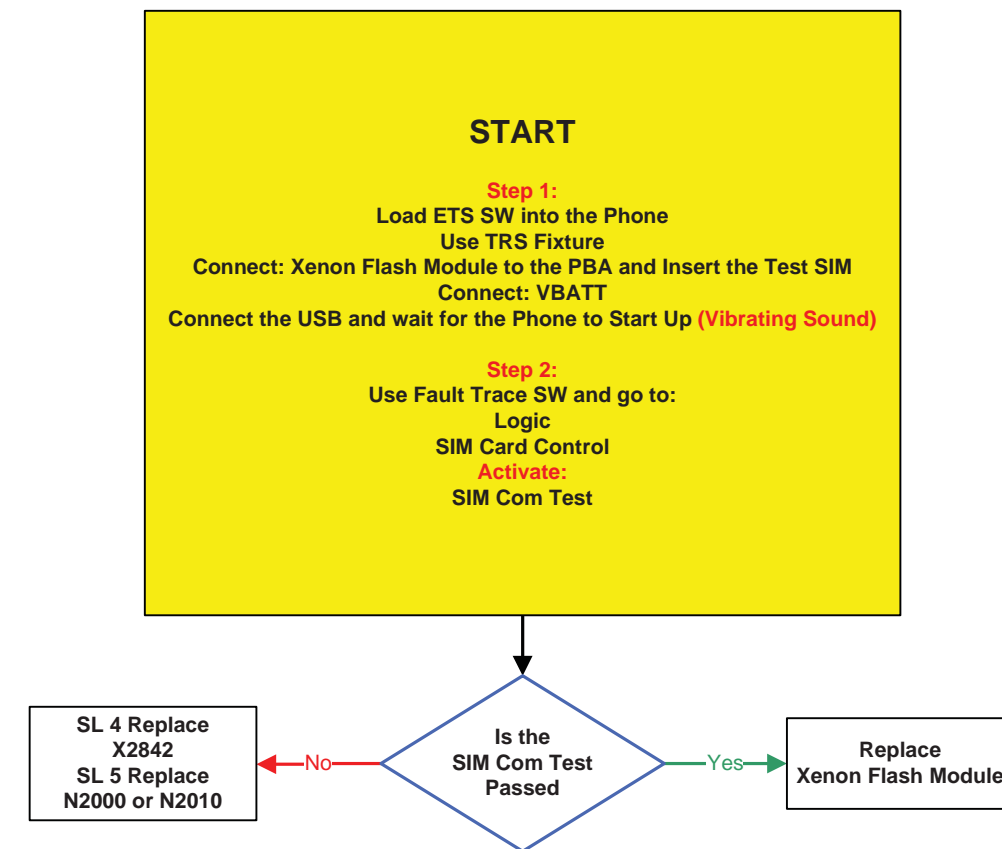 START
Step 1:
Load ETS SW into the Phone
Use TRS Fixture
Connect: Xenon Flash Module to the PBA and Insert the Test SIM
Connect: VBATT
Connect the USB and wait for the Phone to Start Up (Vibrating Sound)
Step 2:
Use Fault Trace SW and go to:
Logic
SIM Card Control
Activate:
SIM Com Test
Is the
SIM Com Test
Passed
No
SL 4 Replace
X2842
SL 5 Replace
N2000 or N2010
Yes
Replace
Xenon Flash Module